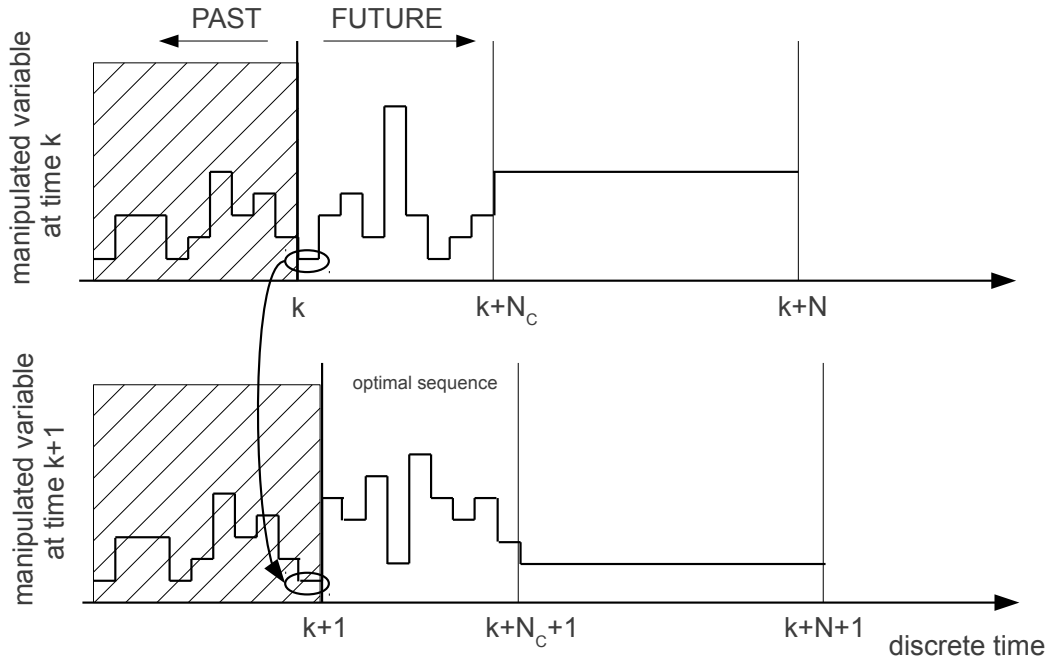 PAST FUTURE
manipulated variable
at time k
k k+N_C k+N
optimal sequence
manipulated variable
at time k+1
k+1 k+N_C+1 k+N+1
discrete time